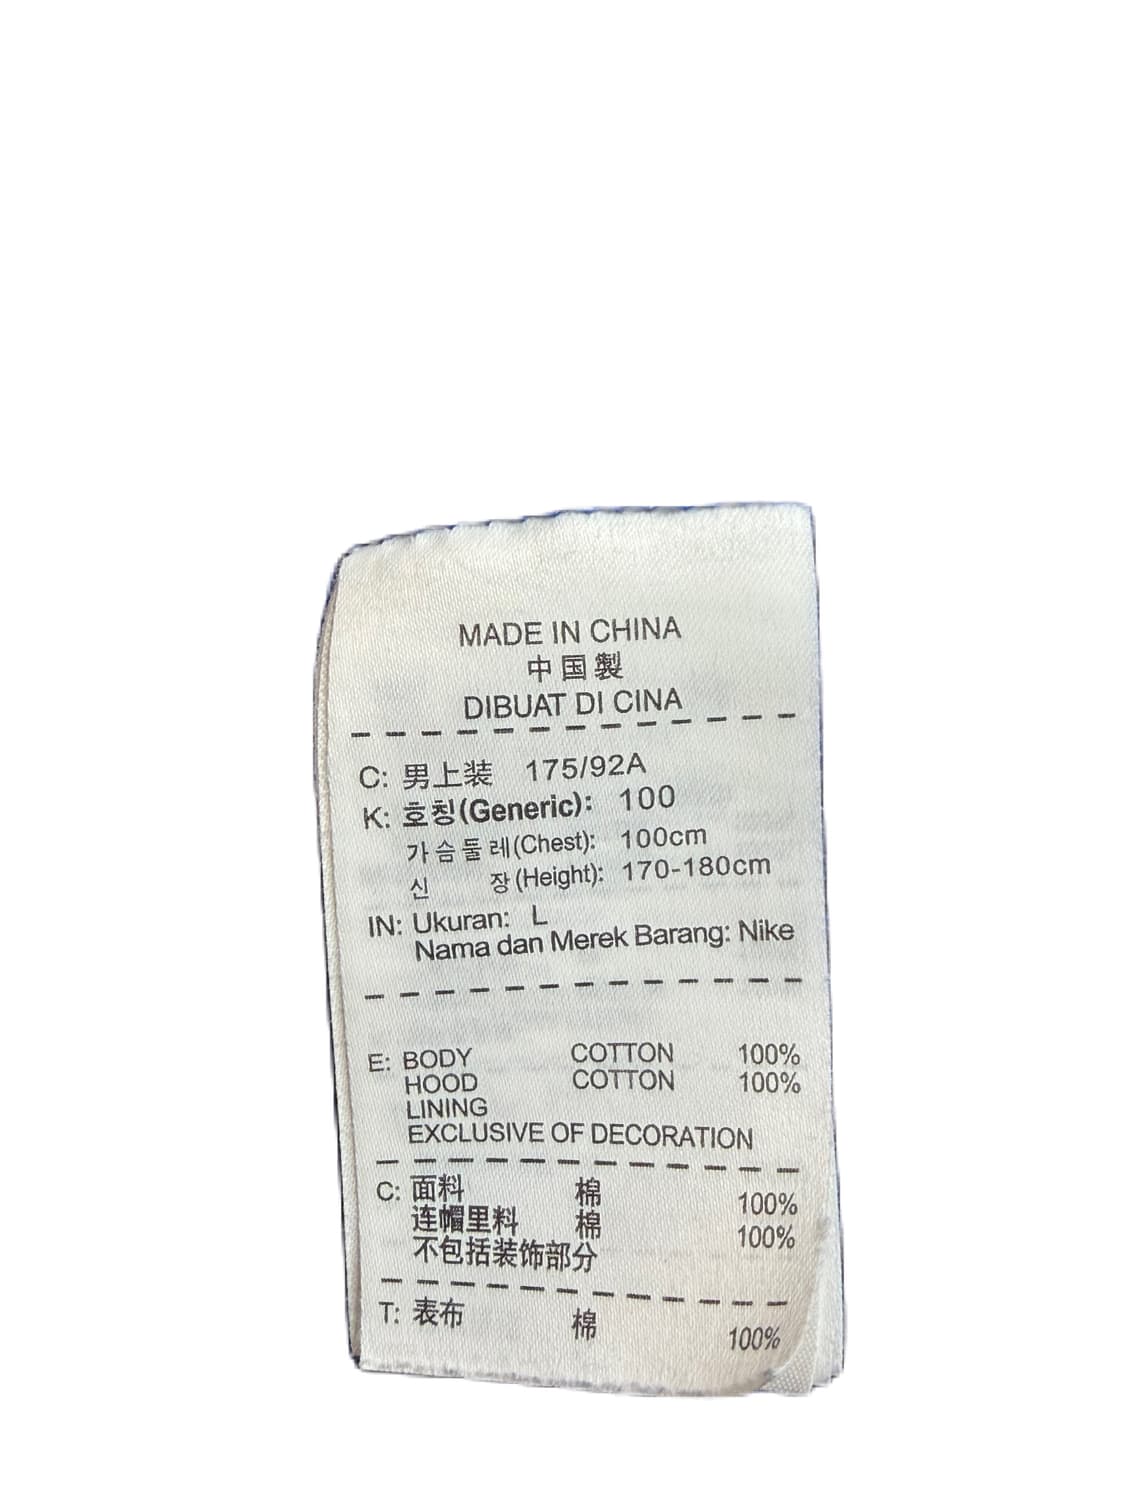 MADE IN CHINA
中国製
DIBUAT DI CINA
C: 男上装 175/92A
K: 호칭(Generic): 100
가슴둘레(Chest): 100cm
신 장(Height): 170-180cm
IN: Ukuran: L
Nama dan Merek Barang: Nike
E: BODY COTTON 100%
HOOD COTTON 100%
LINING
EXCLUSIVE OF DECORATION
C: 面料 棉 100%
连帽里料 棉 100%
不包括装饰部分
T: 表布 棉 100%